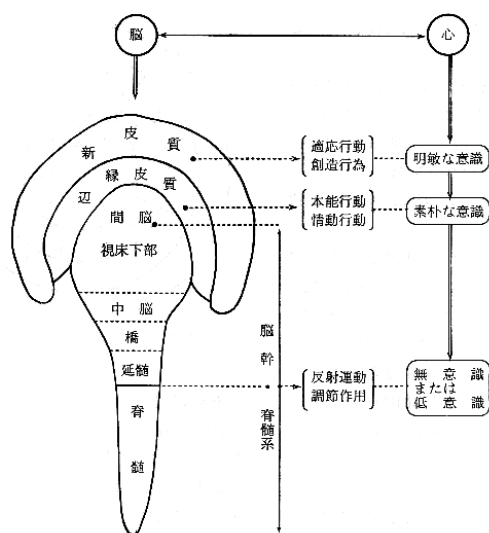 脳
心
新皮質
適応行動
創造行為
明敏な意識
辺縁皮質
本能行動
情動行動
素朴な意識
間脳
視床下部
中脳
橋
延髄
脊髄
脳幹・脊髄系
反射運動
調節作用
無意識
または
低意識